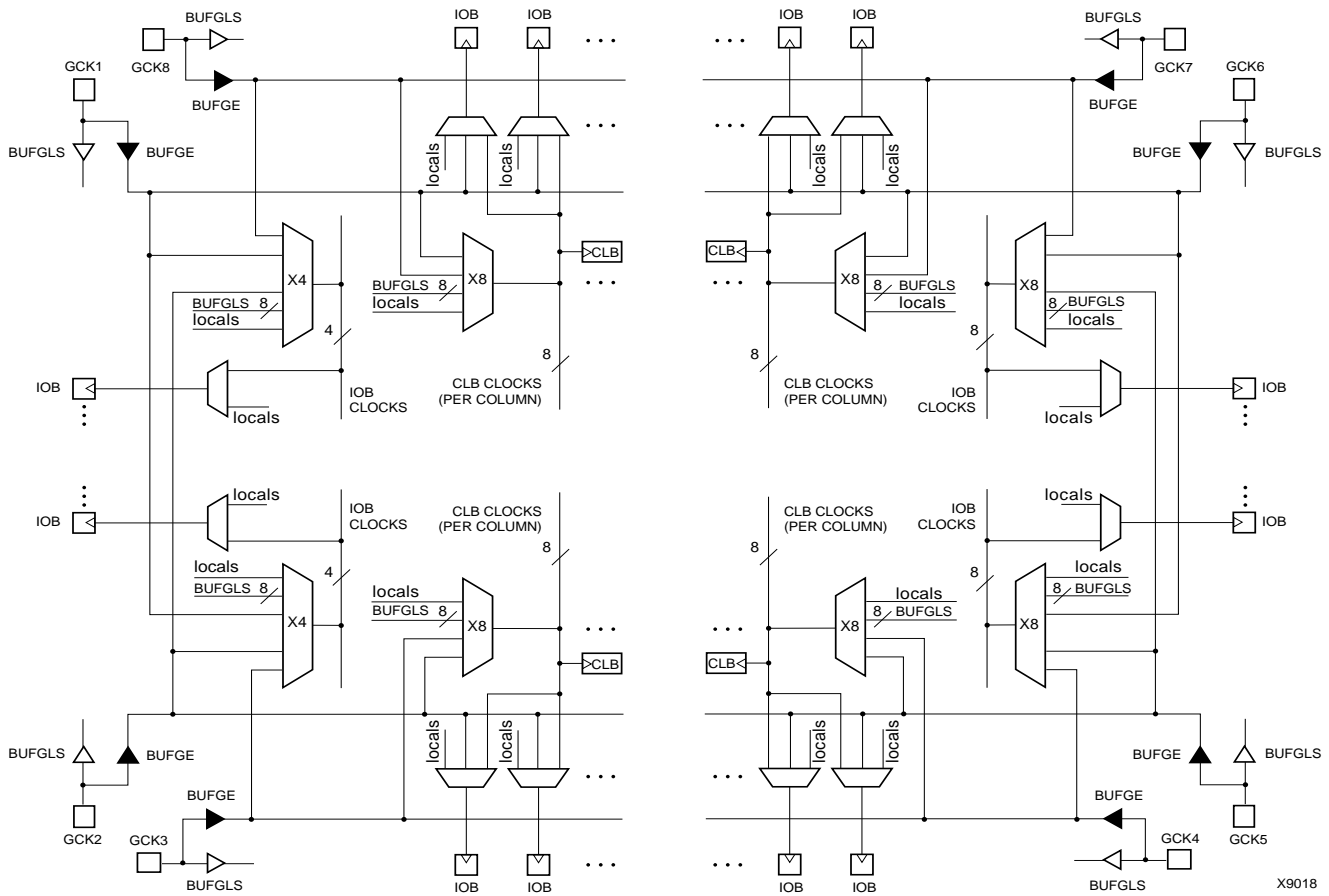 BUFGLS
IOB IOB
IOB IOB
BUFGLS
GCK8
GCK7
GCK1
GCK6
BUFGE
BUFGE
BUFGLS
BUFGE
BUFGE
BUFGLS
locals
locals
locals
locals
CLB
CLB
X4
X8
X8
X8
BUFGLS 8
locals
BUFGLS 8
locals
8 BUFGLS
locals
8 BUFGLS
locals
4
8
8
8
IOB
IOB
CLOCKS
CLB CLOCKS
(PER COLUMN)
CLB CLOCKS
(PER COLUMN)
IOB
CLOCKS
IOB
locals
locals
locals
locals
IOB
IOB
CLOCKS
CLB CLOCKS
(PER COLUMN)
CLB CLOCKS
(PER COLUMN)
IOB
CLOCKS
IOB
4
8
8
8
locals
BUFGLS 8
locals
BUFGLS 8
locals
8 BUFGLS
locals
8 BUFGLS
X4
X8
X8
X8
CLB
CLB
locals
locals
locals
locals
BUFGLS
BUFGE
BUFGE
BUFGLS
GCK2
BUFGE
BUFGE
GCK5
GCK3
GCK4
BUFGLS
IOB IOB
IOB IOB
BUFGLS
X9018